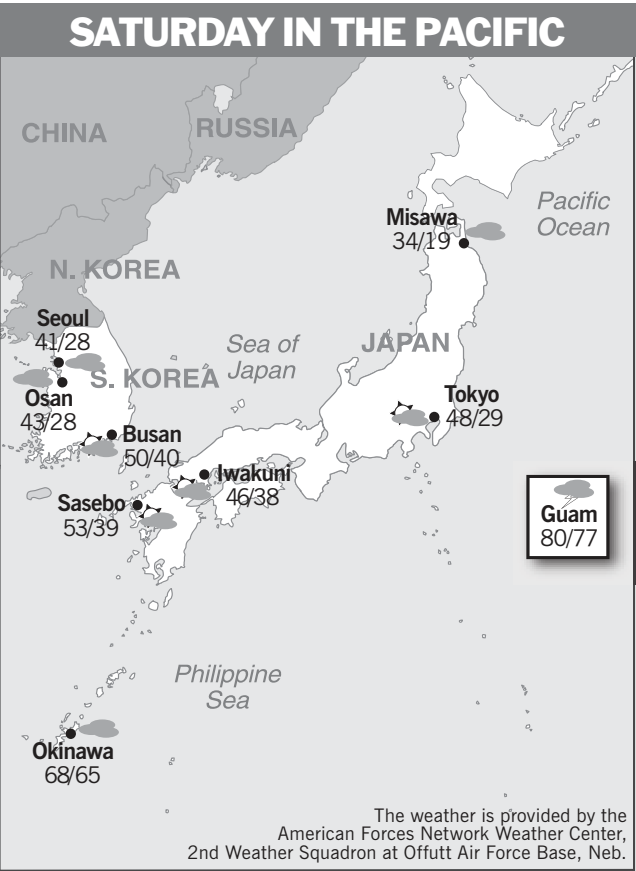 SATURDAY IN THE PACIFIC
CHINA
RUSSIA
Pacific
Ocean
Misawa
34/19
N. KOREA
Seoul
41/28
Sea of
Japan
JAPAN
S. KOREA
Osan
43/28
Tokyo
48/29
Busan
50/40
Iwakuni
46/38
Sasebo
53/39
Guam
80/77
Philippine
Sea
Okinawa
68/65
The weather is provided by the
American Forces Network Weather Center,
2nd Weather Squadron at Offutt Air Force Base, Neb.